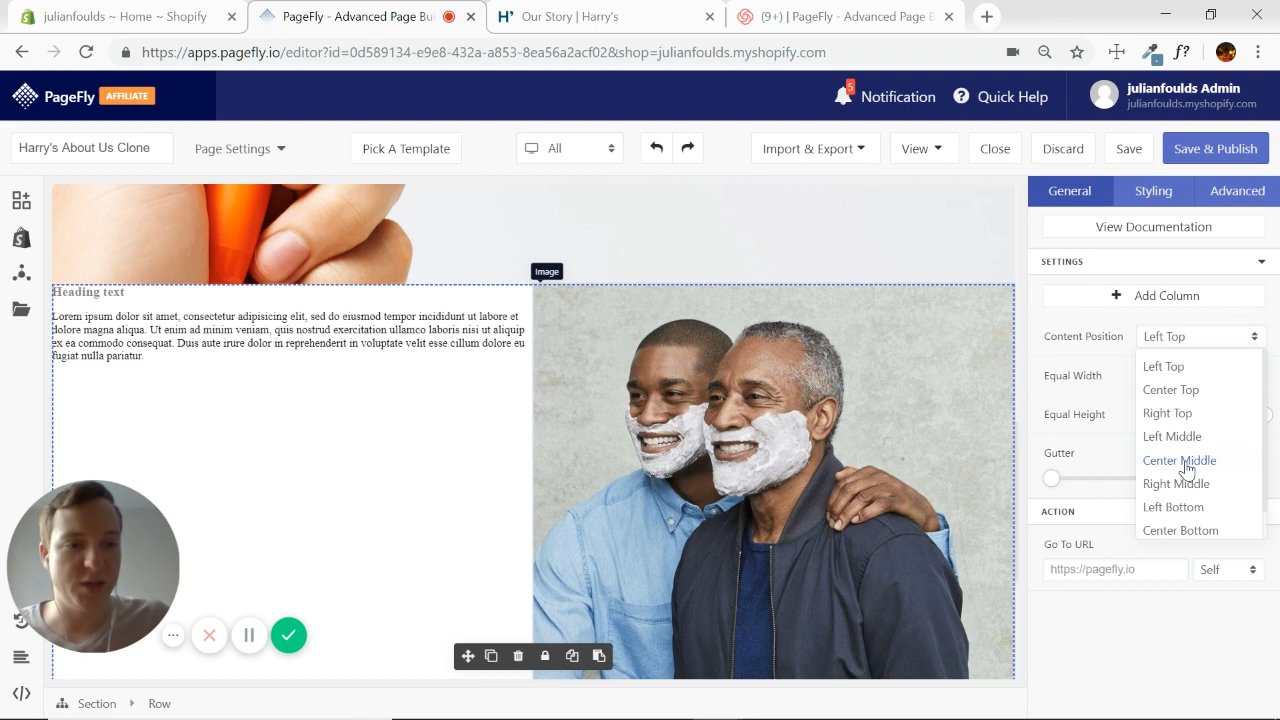 julianfoulds ~ Home ~ Shopify
PageFly - Advanced Page Bu
Our Story | Harry's
(9+) | PageFly - Advanced Page B
https://apps.pagefly.io/editor?id=0d589134-e9e8-432a-a853-8ea56a2acf02&shop=julianfoulds.myshopify.com
f?
PageFly AFFILIATE
5
Notification
Quick Help
julianfoulds Admin
julianfoulds.myshopify.com
Harry's About Us Clone
Page Settings
Pick A Template
All
Import & Export
View
Close
Discard
Save
Save & Publish
General
Styling
Advanced
View Documentation
SETTINGS
Add Column
Content Position
Left Top
Left Top
Center Top
Right Top
Left Middle
Center Middle
Right Middle
Left Bottom
Center Bottom
Equal Width
Equal Height
Gutter
ACTION
Go To URL
https://pagefly.io
Self
Image
Heading text
Lorem ipsum dolor sit amet, consectetur adipisicing elit, sed do eiusmod tempor incididunt ut labore et
dolore magna aliqua. Ut enim ad minim veniam, quis nostrud exercitation ullamco laboris nisi ut aliquip
ex ea commodo consequat. Duis aute irure dolor in reprehenderit in voluptate velit esse cillum dolore eu
fugiat nulla pariatur.
Section
Row